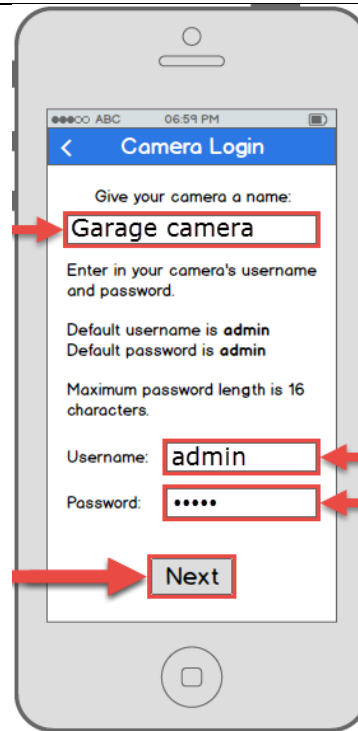 ABC 06:59 PM
< Camera Login
Give your camera a name:
Garage camera
Enter in your camera's username
and password.
Default username is admin
Default password is admin
Maximum password length is 16
characters.
Username: admin
Password: •••••
Next